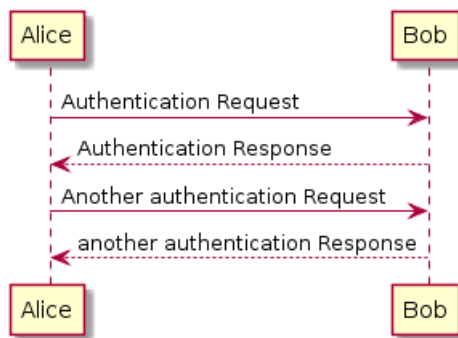 Alice
Bob
Authentication Request
Authentication Response
Another authentication Request
another authentication Response
Alice
Bob